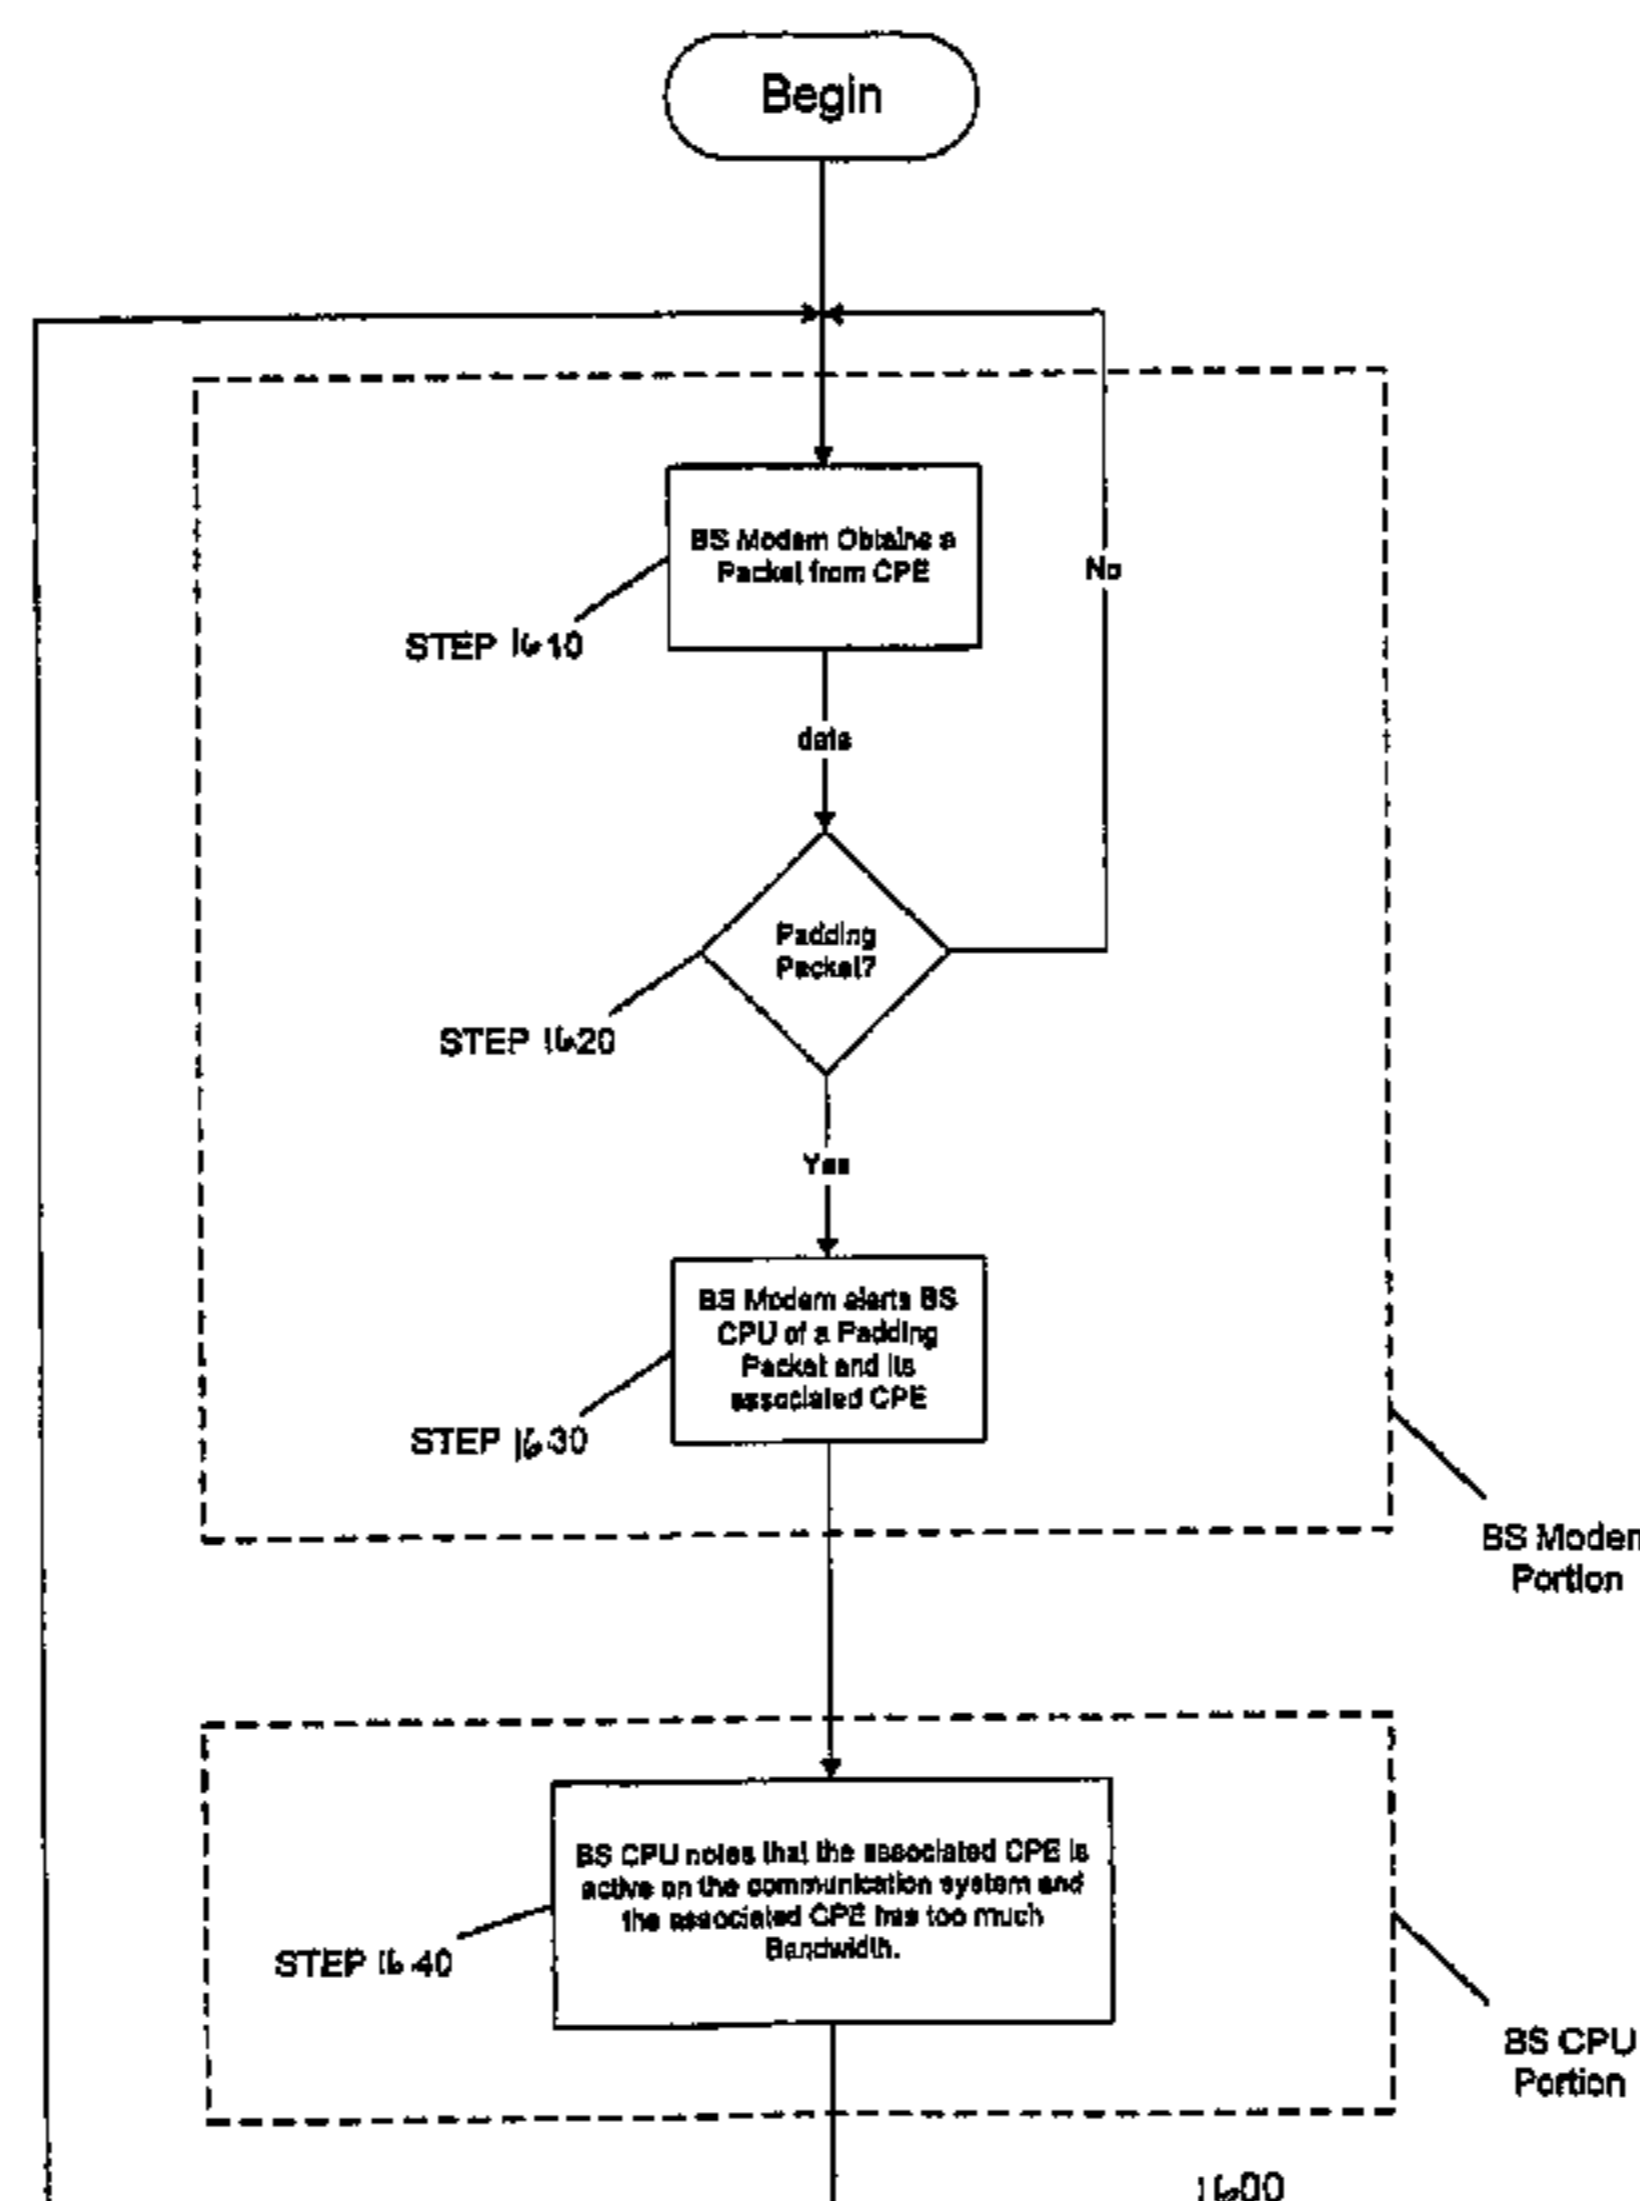 Begin
BS Modem Obtains a
Packet from CPE
No
STEP 1610
data
Padding
Packet?
STEP 1620
Yes
BS Modem alerts BS
CPU of a Padding
Packet and its
associated CPE
STEP 1630
BS Modem
Portion
BS CPU notes that the associated CPE is
active on the communication system and
the associated CPE has too much
Bandwidth.
STEP 1640
BS CPU
Portion
1600